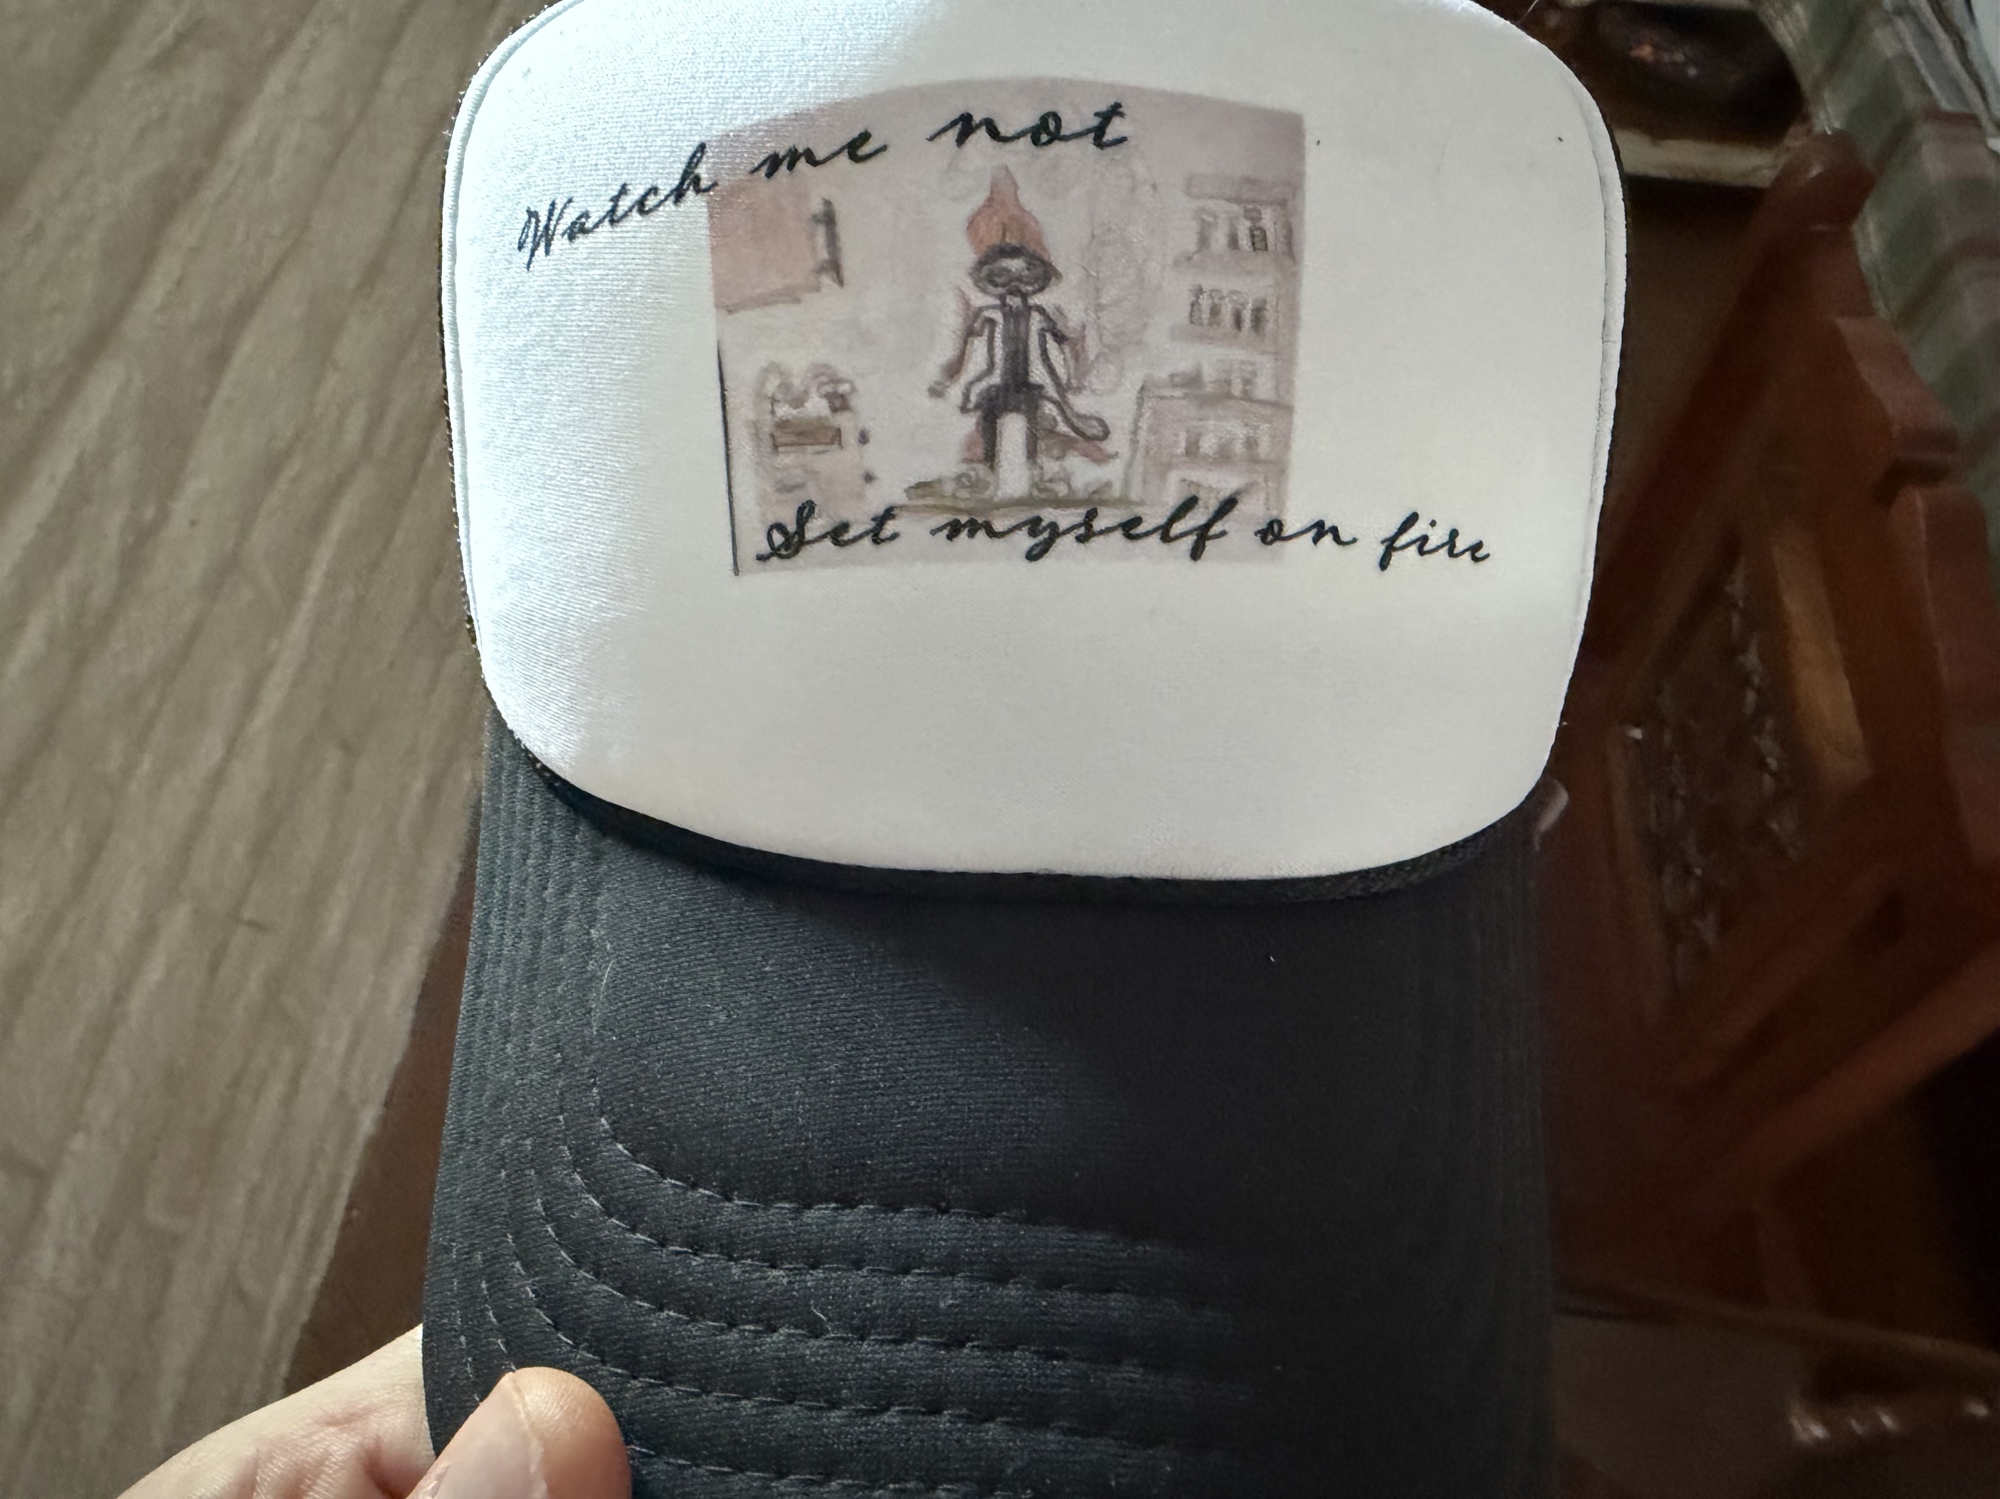 Watch me not
Set myself on fire